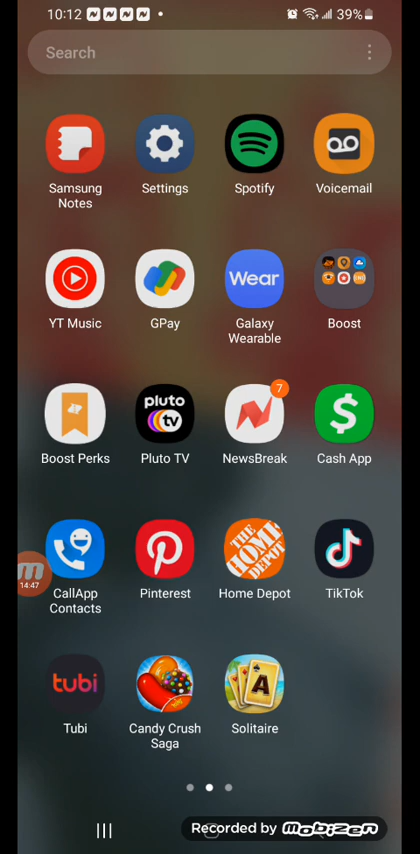 10:12
39%
Search
Samsung Notes
Settings
Spotify
Voicemail
YT Music
GPay
Wear
Galaxy Wearable
Boost
Boost Perks
pluto tv
Pluto TV
7
NewsBreak
$
Cash App
14:47
CallApp Contacts
Pinterest
THE HOME DEPOT
Home Depot
TikTok
tubi
Tubi
Candy Crush Saga
A
Solitaire
Recorded by mobizen